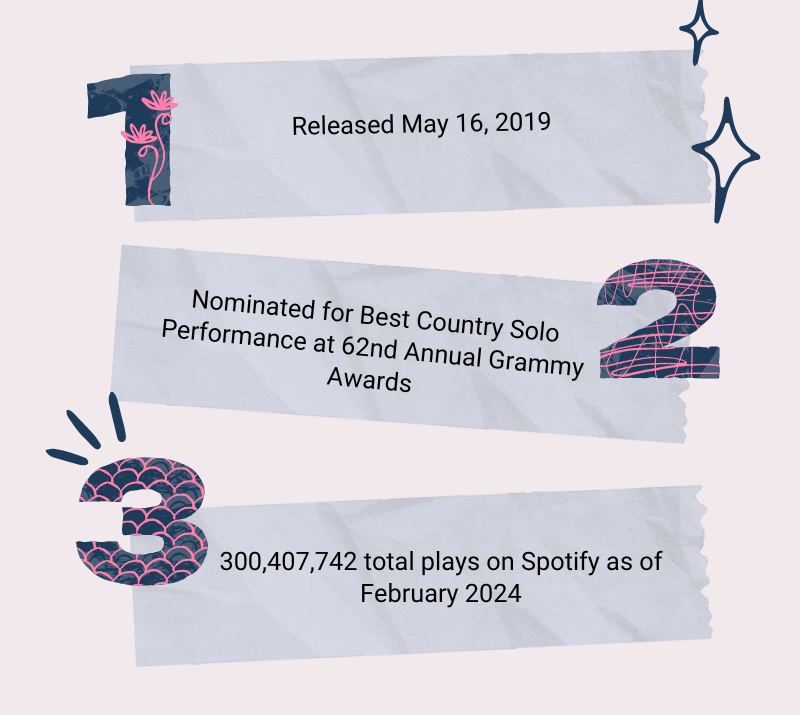 1
Released May 16, 2019
2
Nominated for Best Country Solo
Performance at 62nd Annual Grammy
Awards
3
300,407,742 total plays on Spotify as of
February 2024